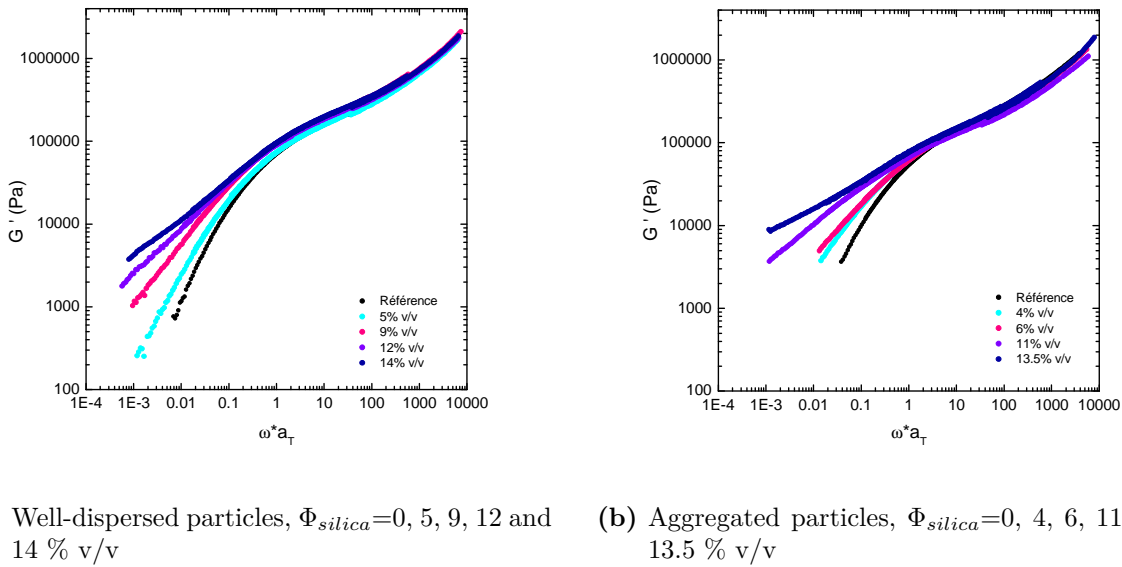 1000000
100000
10000
1000
100
G ' (Pa)
Référence
5% v/v
9% v/v
12% v/v
14% v/v
1E-4 1E-3 0.01 0.1 1 10 100 1000 10000
ω*a_T
1000000
100000
10000
1000
100
G ' (Pa)
Référence
4% v/v
6% v/v
11% v/v
13.5% v/v
1E-4 1E-3 0.01 0.1 1 10 100 1000 10000
ω*a_T
Well-dispersed particles, Φ_silica=0, 5, 9, 12 and
14 % v/v
(b) Aggregated particles, Φ_silica=0, 4, 6, 11
13.5 % v/v